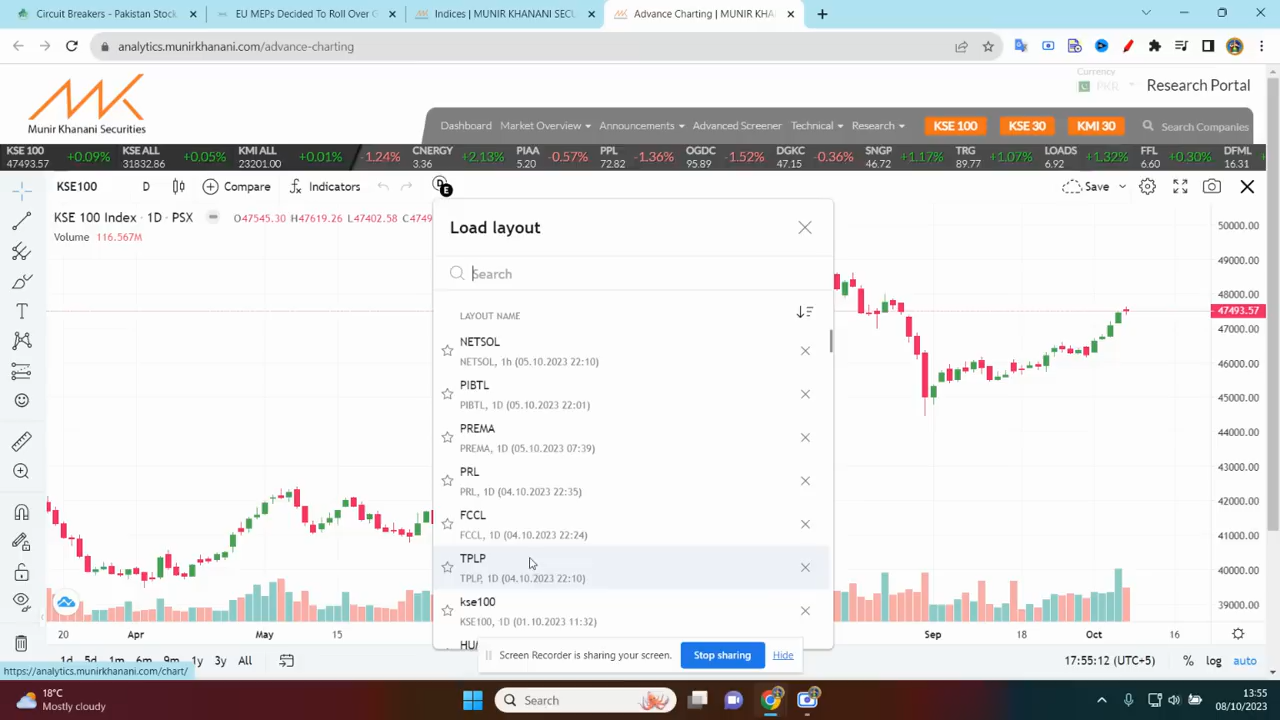 Circuit Breakers - Pakistan Stock
EU MEPs Decided To Roll Over G
Indices | MUNIR KHANANI SECU
Advance Charting | MUNIR KHAN
analytics.munirkhanani.com/advance-charting
Munir Khanani Securities
Currency
PKR
Research Portal
Dashboard Market Overview Announcements Advanced Screener Technical Research KSE 100 KSE 30 KMI 30 Search Companies
KSE 100 47493.57 +0.09% KSE ALL 31832.86 +0.05% KMI ALL 23201.00 +0.01% -1.24% CNERGY 3.36 +2.13% PIAA 5.20 -0.57% PPL 72.82 -1.36% OGDC 95.89 -1.52% DGKC 47.15 -0.36% SNGP 46.72 +1.17% TRG 89.77 +1.07% LOADS 6.92 +1.32% FFL 6.60 +0.30% DFML 16.31
KSE100 D Compare Indicators E Save
KSE 100 Index · 1D · PSX O47545.30 H47619.26 L47402.58 C4749
Volume 116.567M
Load layout
Search
LAYOUT NAME
NETSOL
NETSOL, 1h (05.10.2023 22:10)
PIBTL
PIBTL, 1D (05.10.2023 22:01)
PREMA
PREMA, 1D (05.10.2023 07:39)
PRL
PRL, 1D (04.10.2023 22:35)
FCCL
FCCL, 1D (04.10.2023 22:24)
TPLP
TPLP, 1D (04.10.2023 22:10)
kse100
KSE100, 1D (01.10.2023 11:32)
50000.00
49000.00
48000.00
47493.57
47000.00
46000.00
45000.00
44000.00
43000.00
42000.00
41000.00
40000.00
39000.00
20 Apr 15 May 15 Sep 18 Oct 16
Screen Recorder is sharing your screen. Stop sharing Hide
1d 5d 1m 6m 1y 3y All
17:55:12 (UTC+5) % log auto
https://analytics.munirkhanani.com/chart/
18°C
Mostly cloudy
Search
13:55
08/10/2023